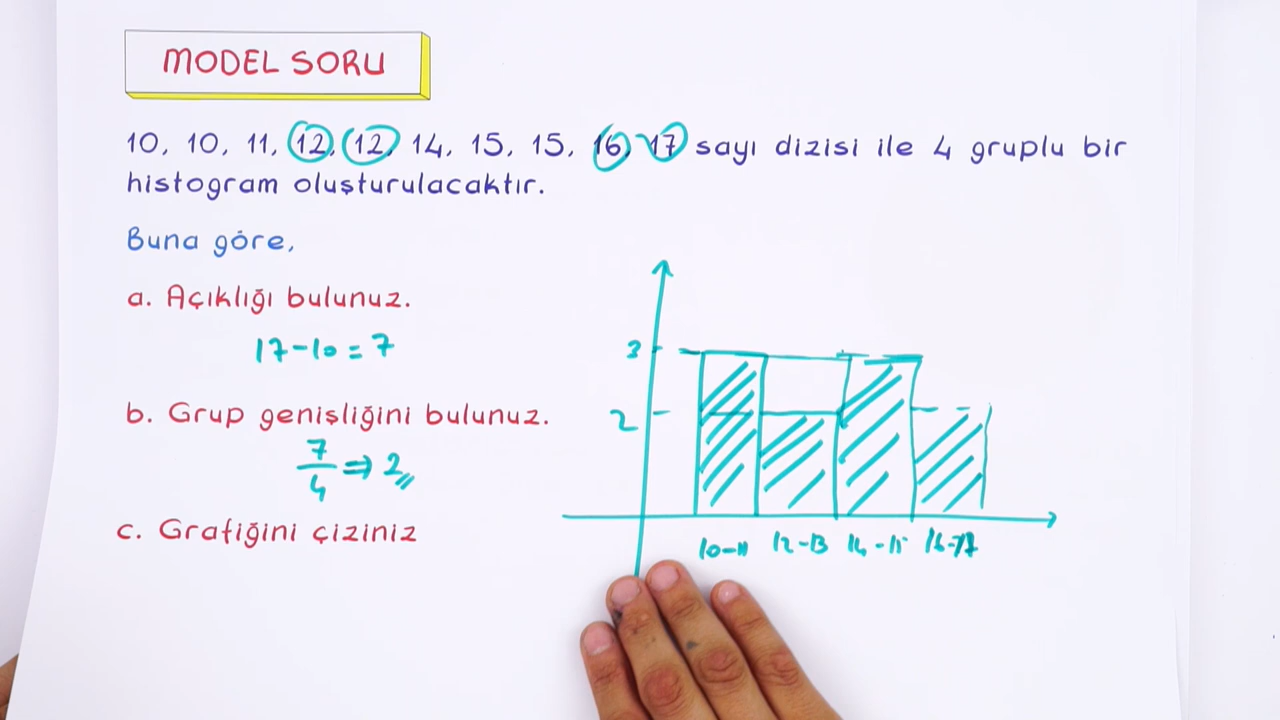 MODEL SORU
10, 10, 11, 12, 12, 14, 15, 15, 16, 17 sayı dizisi ile 4 gruplu bir
histogram oluşturulacaktır.
Buna göre,
a. Açıklığı bulunuz.
17-10=7
b. Grup genişliğini bulunuz.
7/4 ⇒ 2
c. Grafiğini çiziniz
3
2
10-11 12-13 14-15 16-17